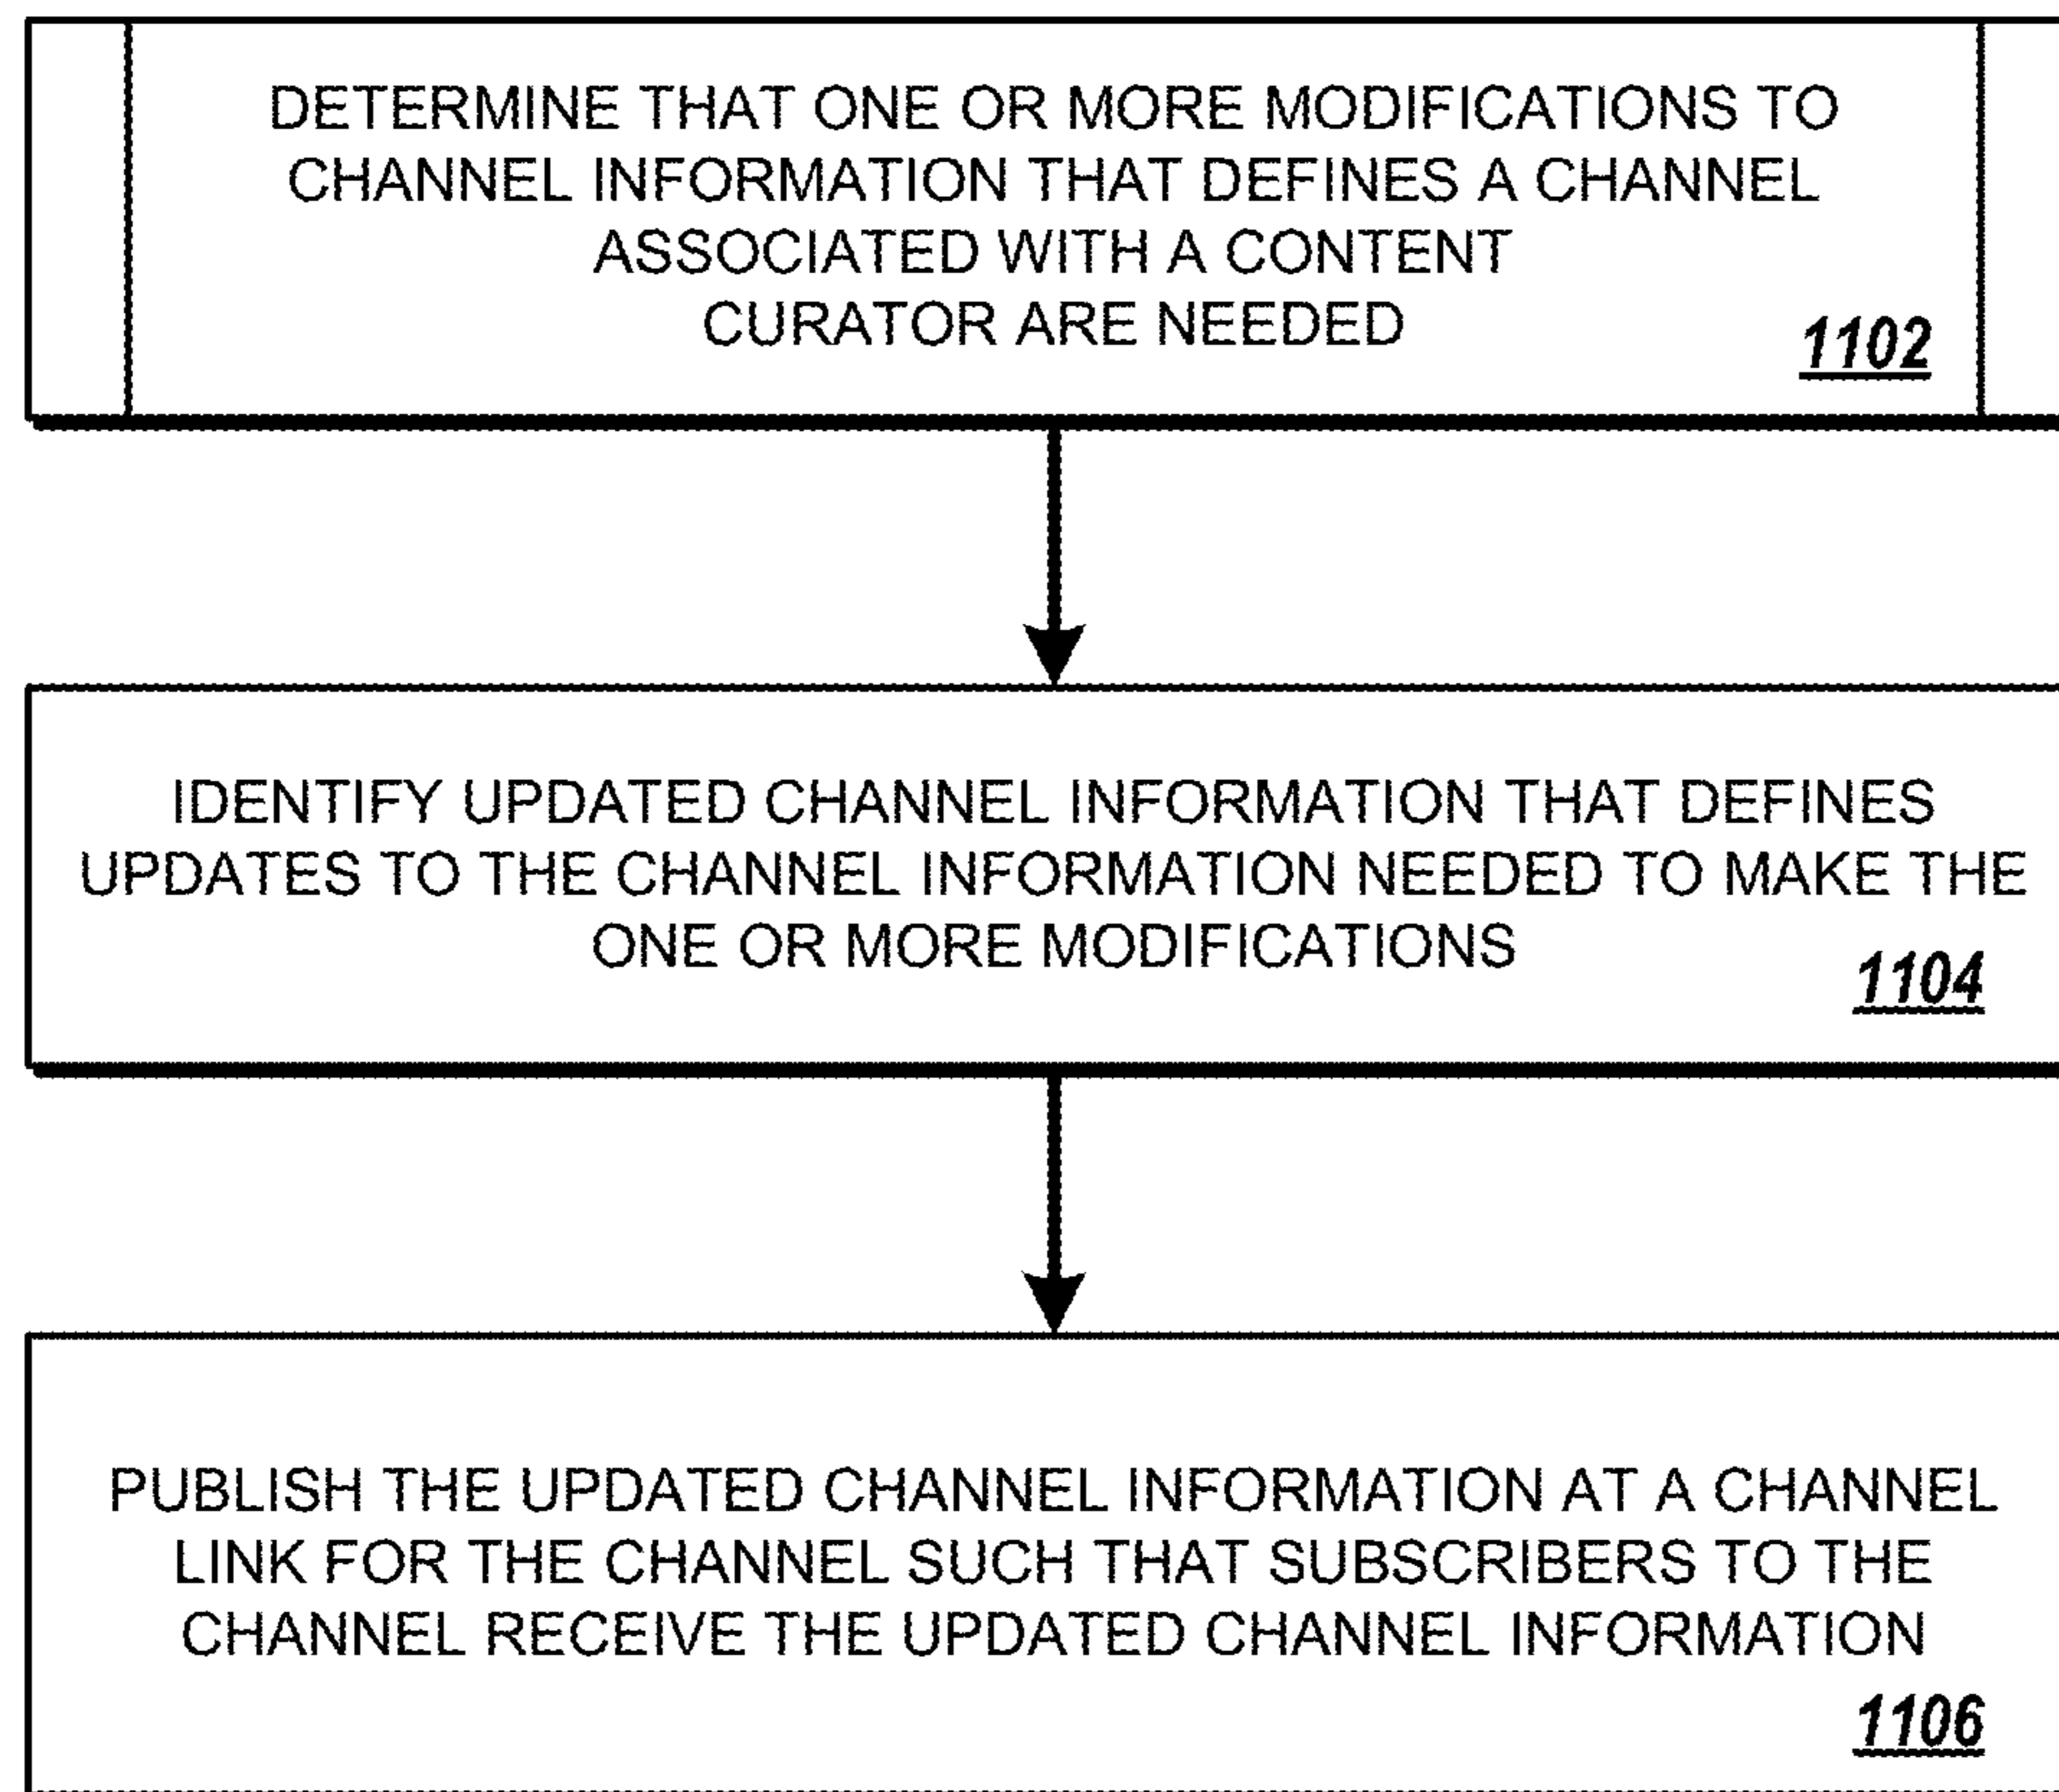 DETERMINE THAT ONE OR MORE MODIFICATIONS TO
CHANNEL INFORMATION THAT DEFINES A CHANNEL
ASSOCIATED WITH A CONTENT
CURATOR ARE NEEDED
1102
IDENTIFY UPDATED CHANNEL INFORMATION THAT DEFINES
UPDATES TO THE CHANNEL INFORMATION NEEDED TO MAKE THE
ONE OR MORE MODIFICATIONS
1104
PUBLISH THE UPDATED CHANNEL INFORMATION AT A CHANNEL
LINK FOR THE CHANNEL SUCH THAT SUBSCRIBERS TO THE
CHANNEL RECEIVE THE UPDATED CHANNEL INFORMATION
1106